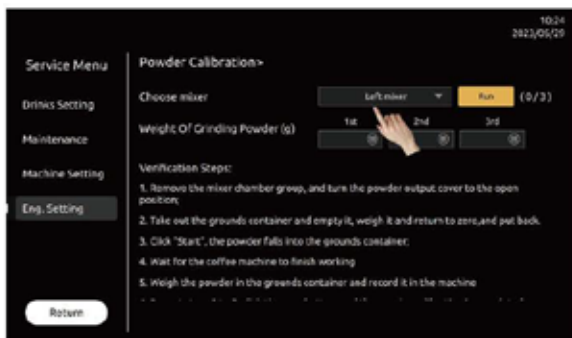 10:24
2023/05/29
Service Menu
Powder Calibration>
Choose mixer
Left mixer
Run
(0/3)
Drinks Setting
1st
2nd
3rd
Weight Of Grinding Powder (g)
Maintenance
Verification Steps:
Machine Setting
1. Remove the mixer chamber group, and turn the powder output cover to the open
position;
Eng. Setting
2. Take out the grounds container and empty it, weigh it and return to zero,and put back.
3. Click "Start", the powder falls into the grounds container;
4. Wait for the coffee machine to finish working
5. Weigh the powder in the grounds container and record it in the machine
Return